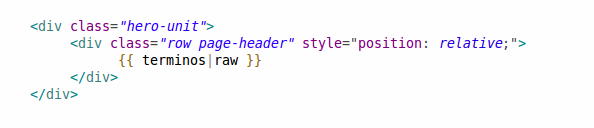 <div class="hero-unit">
<div class="row page-header" style="position: relative;">
{{ terminos|raw }}
</div>
</div>